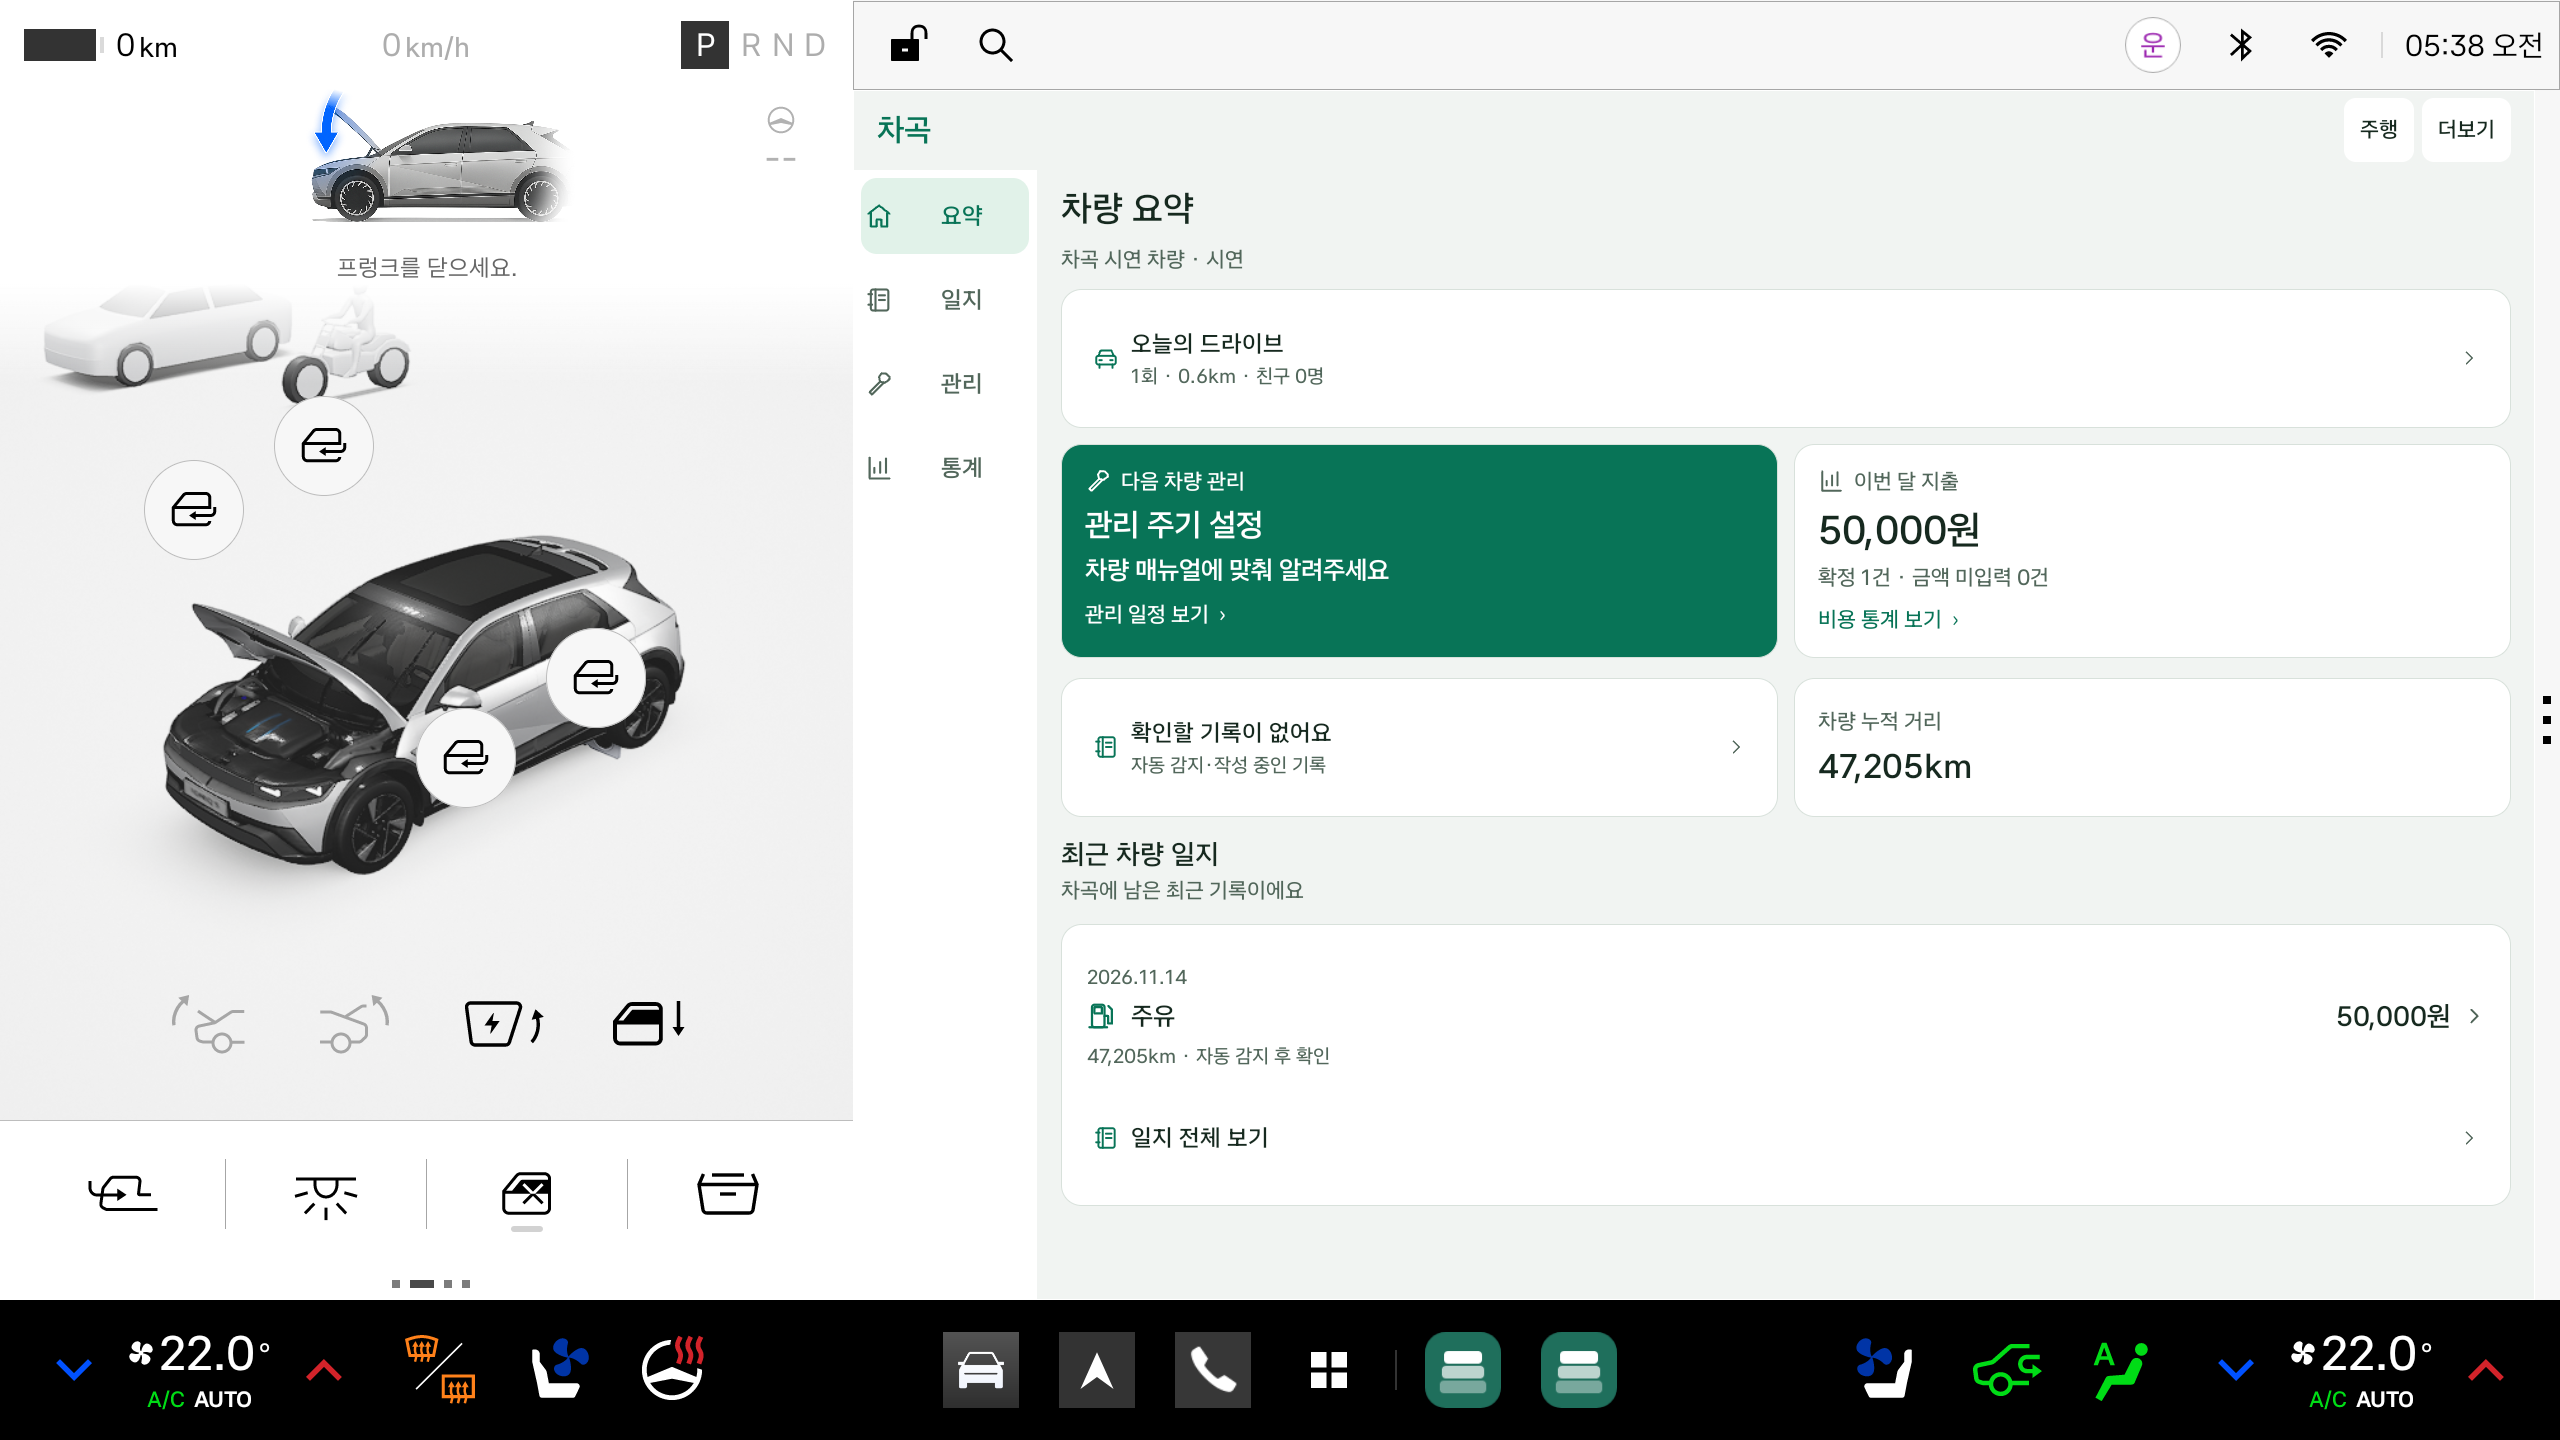 0 km
0 km/h
P R N D
프렁크를 닫으세요.
운
05:38 오전
차곡
주행
더보기
요약
일지
관리
통계
차량 요약
차곡 시연 차량 · 시연
오늘의 드라이브
1회 · 0.6km · 친구 0명
다음 차량 관리
관리 주기 설정
차량 매뉴얼에 맞춰 알려주세요
관리 일정 보기 ›
이번 달 지출
50,000원
확정 1건 · 금액 미입력 0건
비용 통계 보기 ›
확인할 기록이 없어요
자동 감지·작성 중인 기록
차량 누적 거리
47,205km
최근 차량 일지
차곡에 남은 최근 기록이에요
2026.11.14
주유
50,000원
47,205km · 자동 감지 후 확인
일지 전체 보기
22.0°
A/C AUTO
A
22.0°
A/C AUTO